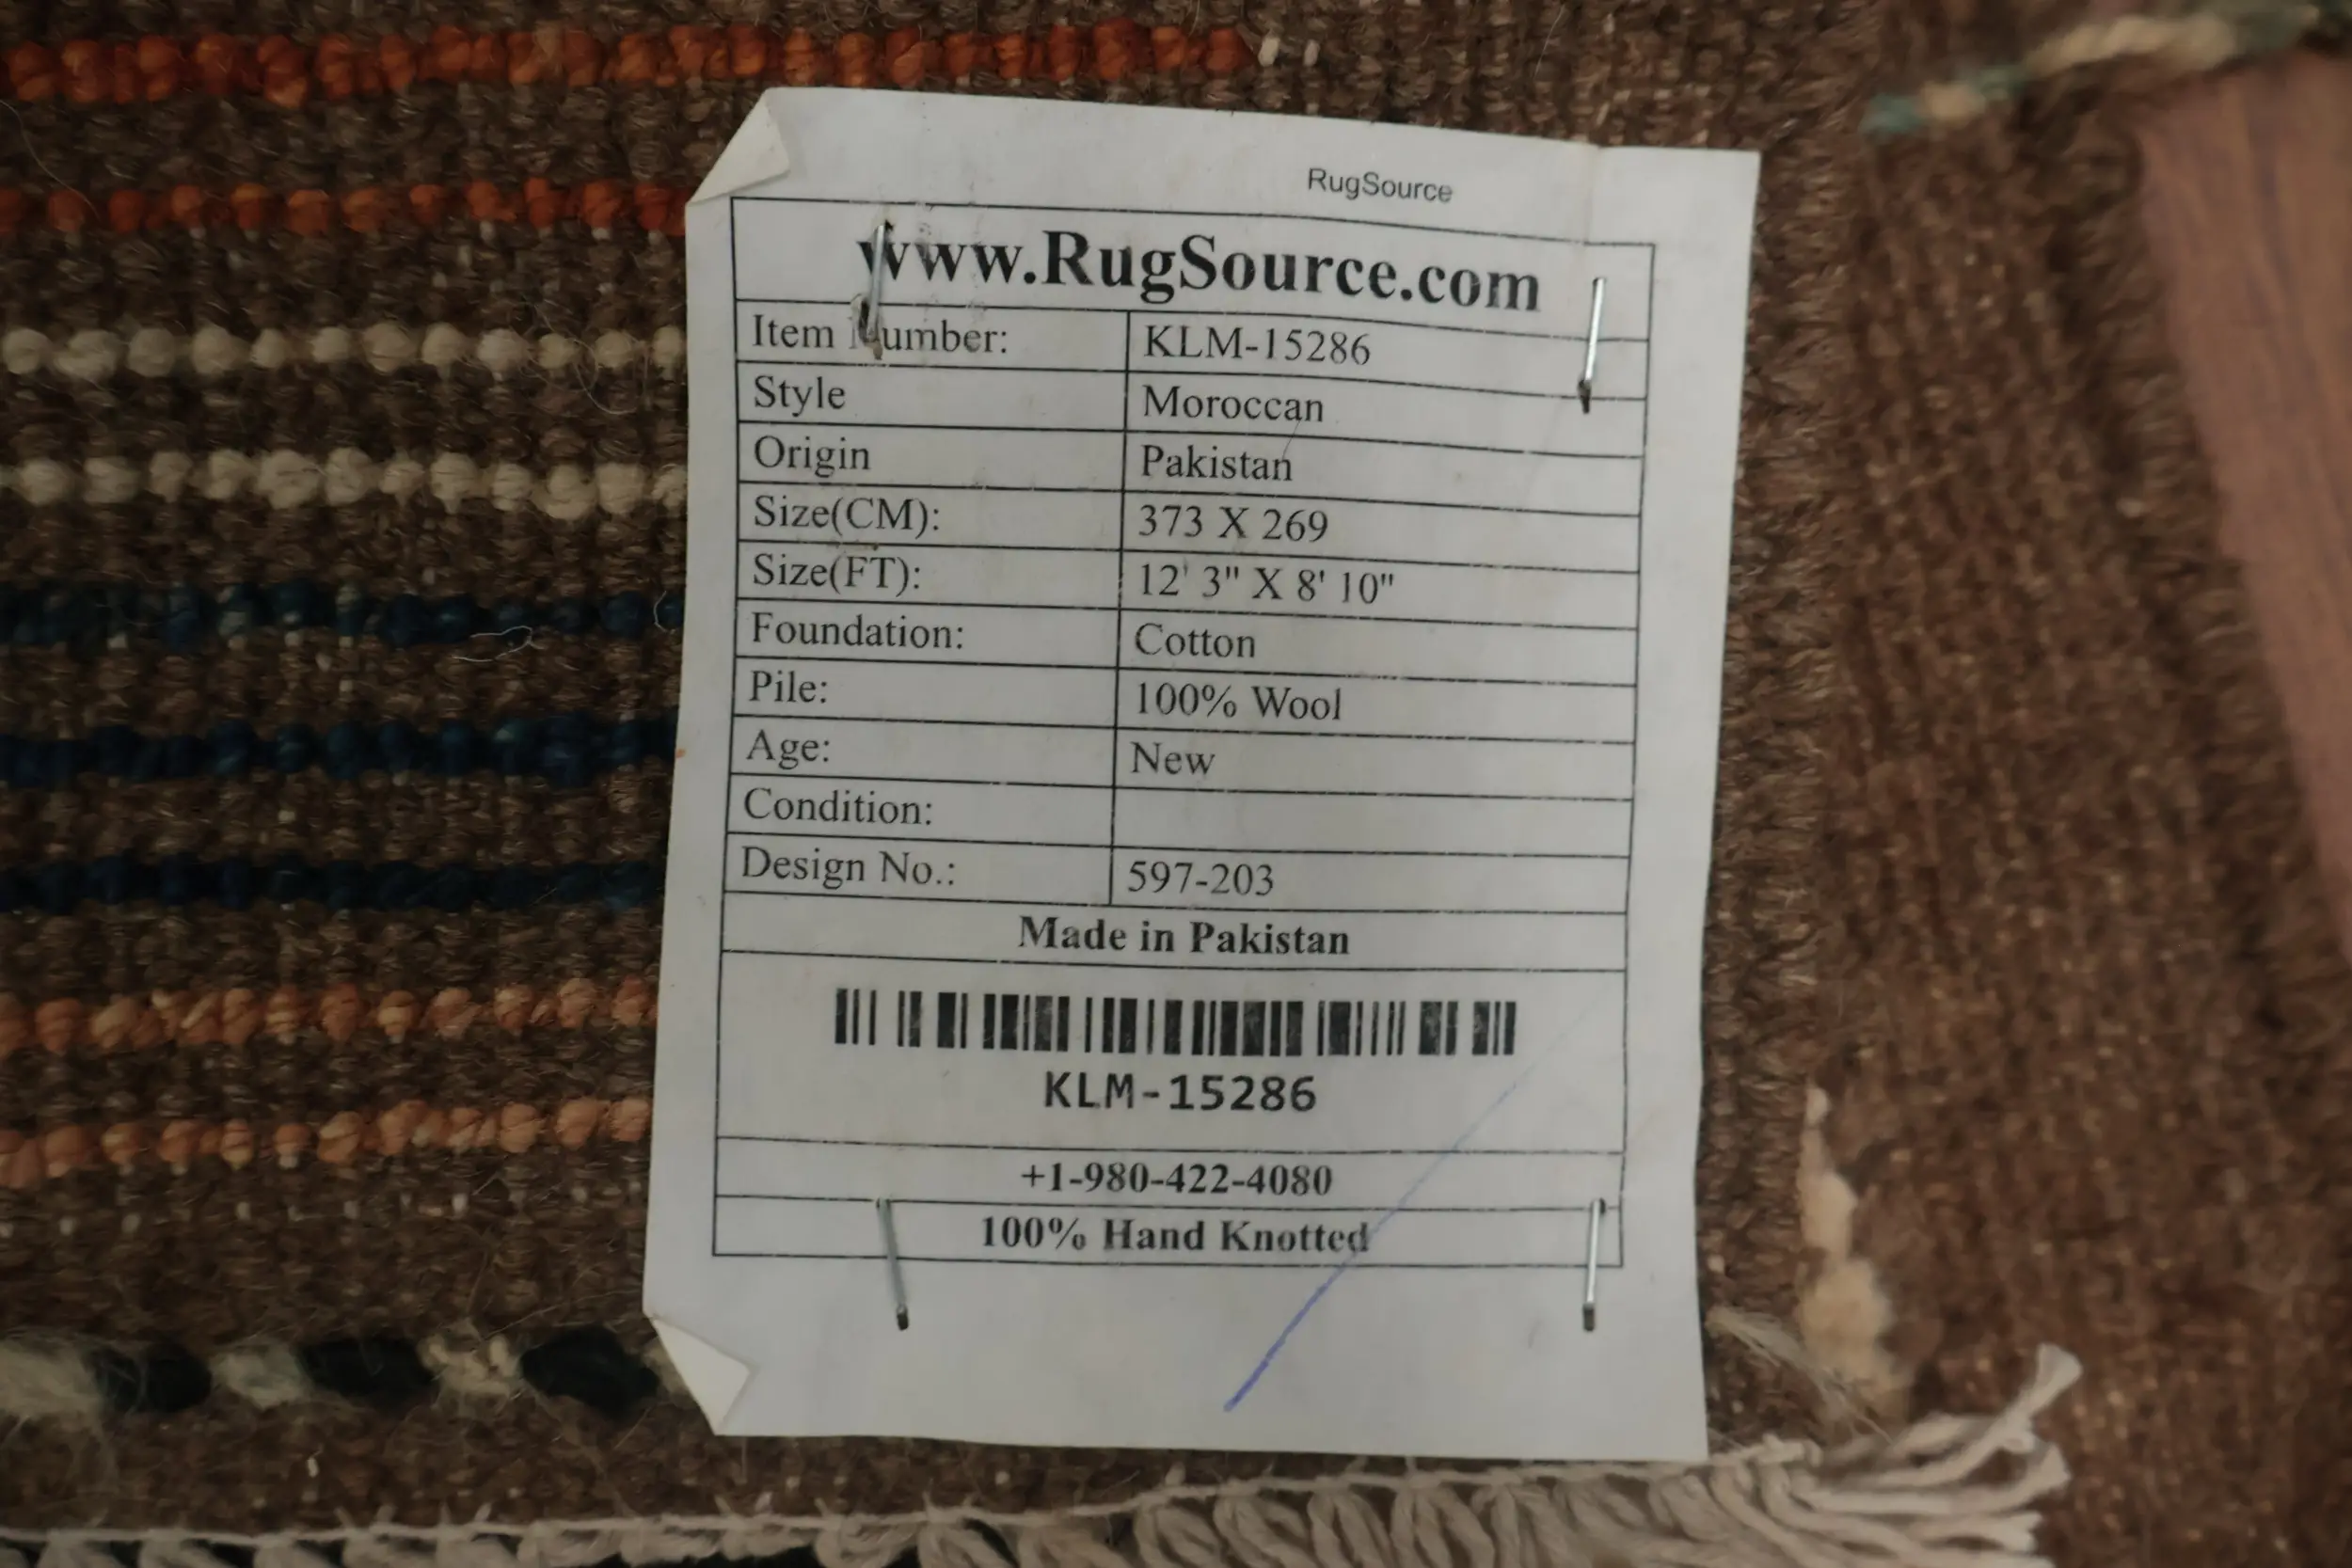 RugSource
www.RugSource.com
Item Number: KLM-15286
Style Moroccan
Origin Pakistan
Size(CM): 373 X 269
Size(FT): 12' 3" X 8' 10"
Foundation: Cotton
Pile: 100% Wool
Age: New
Condition:
Design No.: 597-203
Made in Pakistan
KLM-15286
+1-980-422-4080
100% Hand Knotted